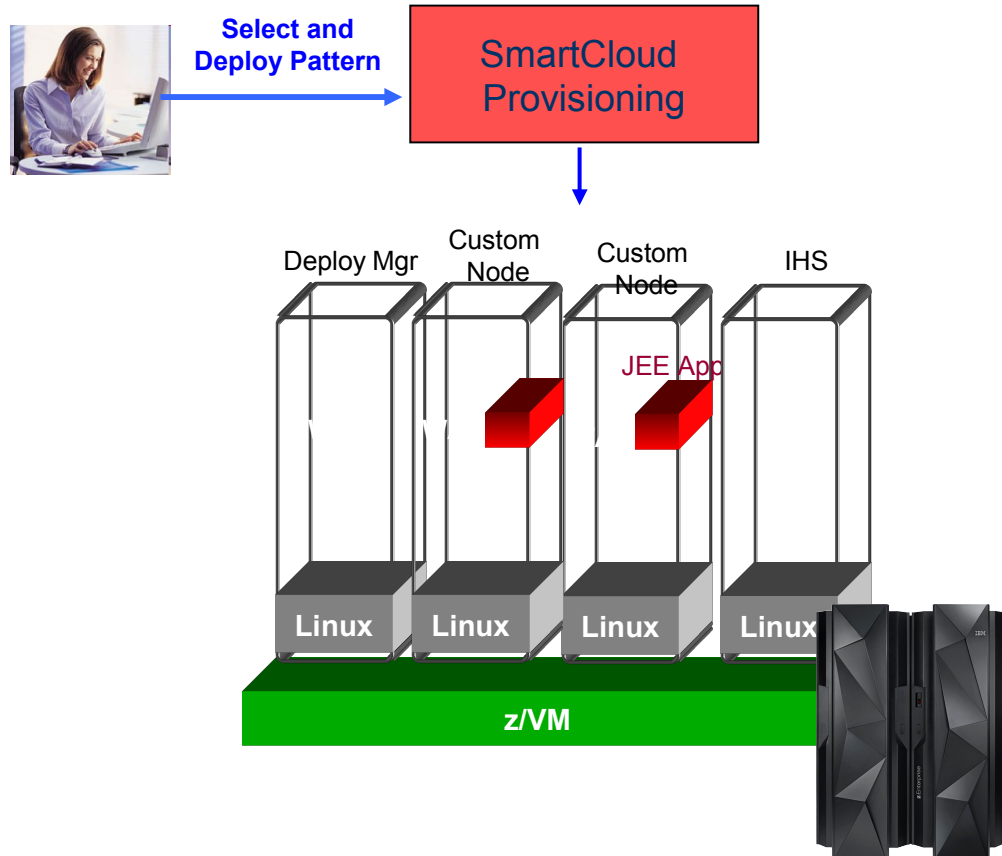 Select and
Deploy Pattern
SmartCloud
Provisioning
Deploy Mgr
Custom
Node
Custom
Node
IHS
JEE App
Linux
Linux
Linux
Linux
z/VM
IBM